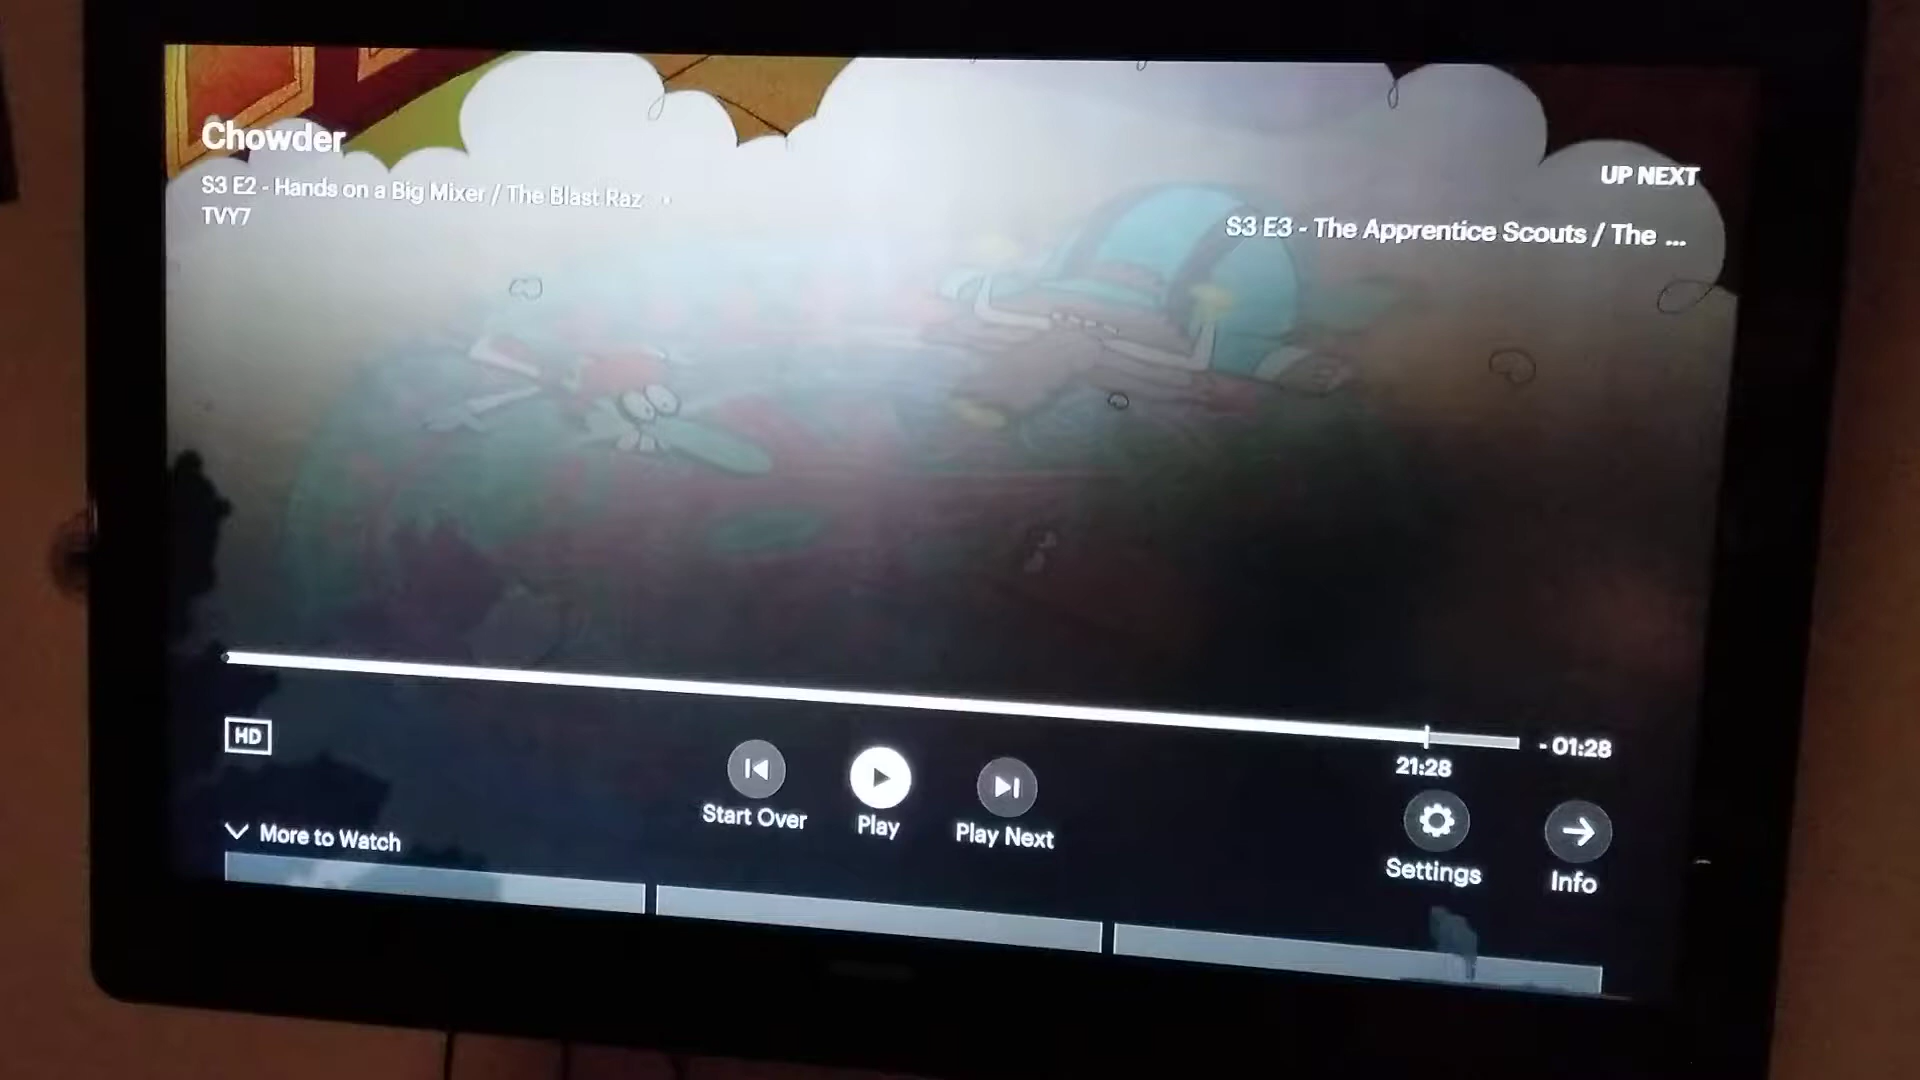 Chowder
S3 E2 - Hands on a Big Mixer / The Blast Raz
TVY7
UP NEXT
S3 E3 - The Apprentice Scouts / The ...
- 01:28
21:28
HD
Start Over
Play
Play Next
Settings
Info
More to Watch